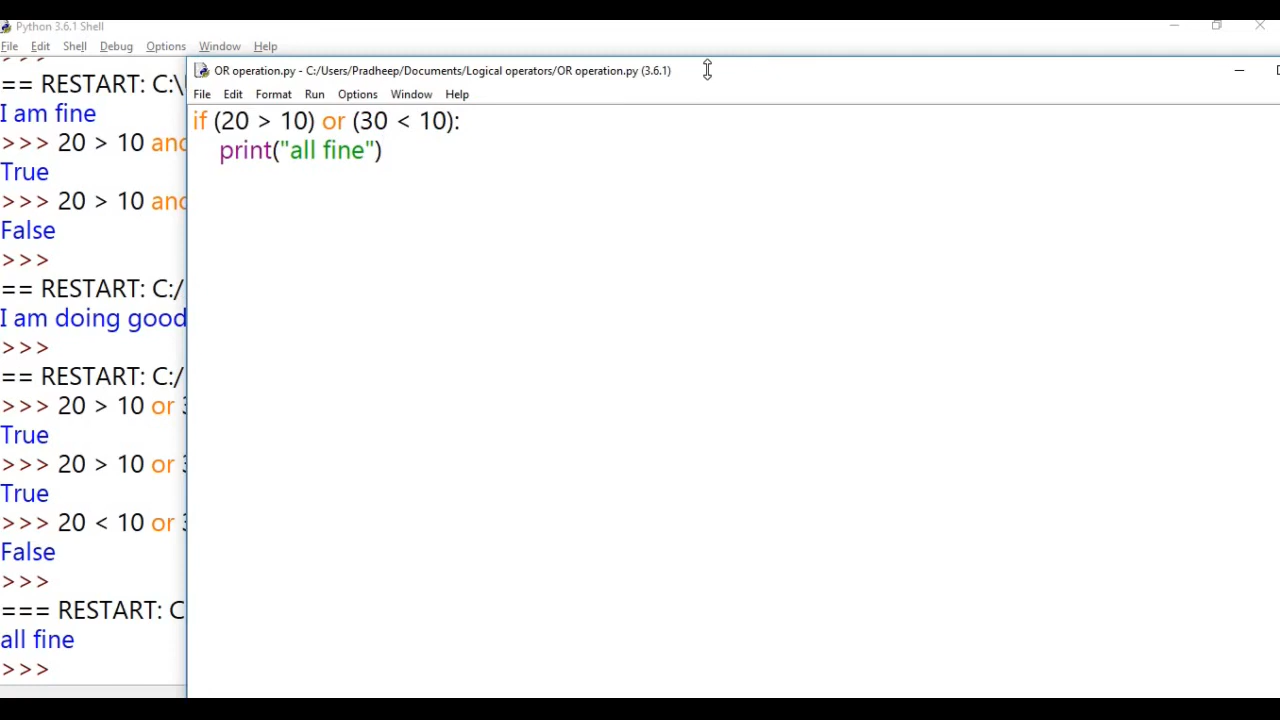 Python 3.6.1 Shell
File Edit Shell Debug Options Window Help
== RESTART: C:\
I am fine
>>> 20 > 10 and
True
>>> 20 > 10 and
False
>>>
== RESTART: C:/
I am doing good
>>>
== RESTART: C:/
>>> 20 > 10 or
True
>>> 20 > 10 or
True
>>> 20 < 10 or
False
>>>
=== RESTART: C
all fine
>>>
OR operation.py - C:/Users/Pradheep/Documents/Logical operators/OR operation.py (3.6.1)
File Edit Format Run Options Window Help
if (20 > 10) or (30 < 10):
print("all fine")